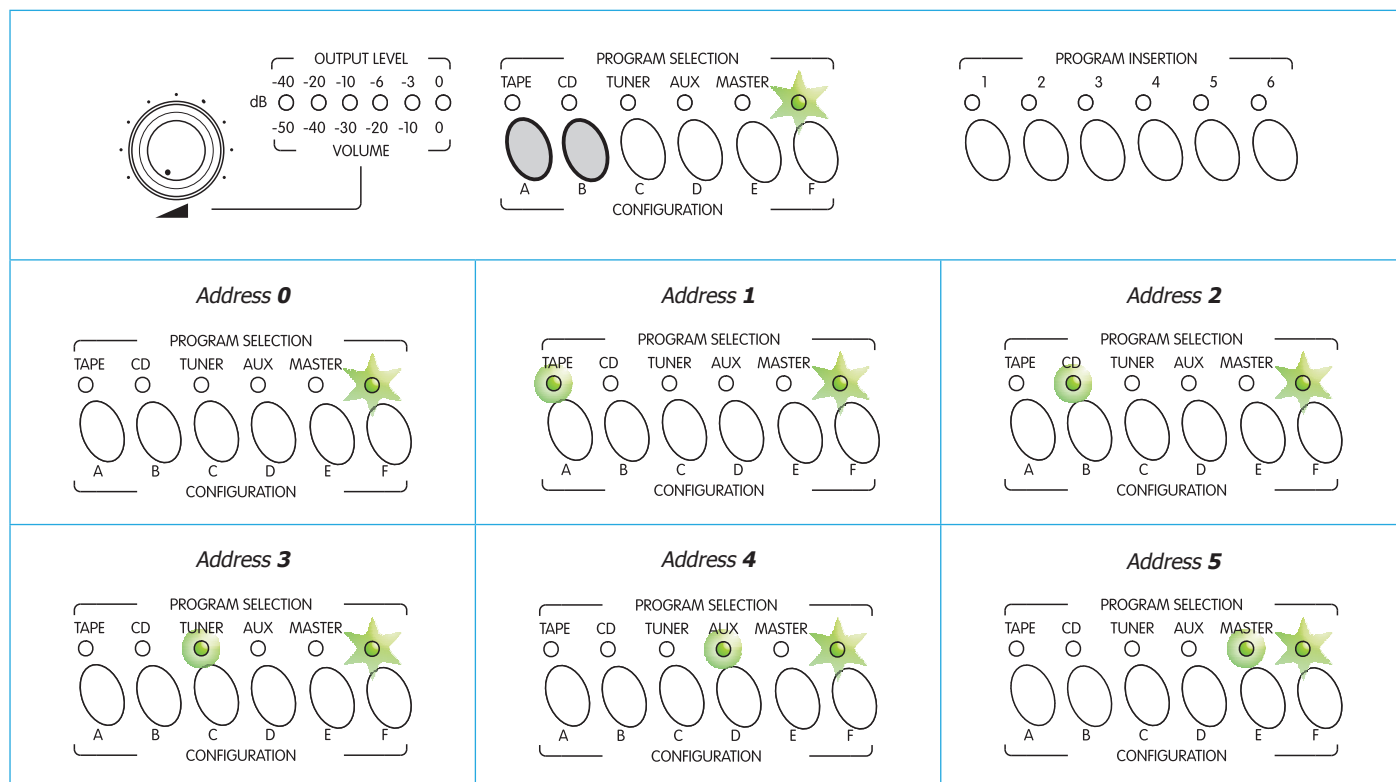 OUTPUT LEVEL
-40 -20 -10 -6 -3 0
dB
-50 -40 -30 -20 -10 0
VOLUME
PROGRAM SELECTION
TAPE CD TUNER AUX MASTER
A B C D E F
CONFIGURATION
PROGRAM INSERTION
1 2 3 4 5 6
Address 0
PROGRAM SELECTION
TAPE CD TUNER AUX MASTER
A B C D E F
CONFIGURATION
Address 1
PROGRAM SELECTION
TAPE CD TUNER AUX MASTER
A B C D E F
CONFIGURATION
Address 2
PROGRAM SELECTION
TAPE CD TUNER AUX MASTER
A B C D E F
CONFIGURATION
Address 3
PROGRAM SELECTION
TAPE CD TUNER AUX MASTER
A B C D E F
CONFIGURATION
Address 4
PROGRAM SELECTION
TAPE CD TUNER AUX MASTER
A B C D E F
CONFIGURATION
Address 5
PROGRAM SELECTION
TAPE CD TUNER AUX MASTER
A B C D E F
CONFIGURATION